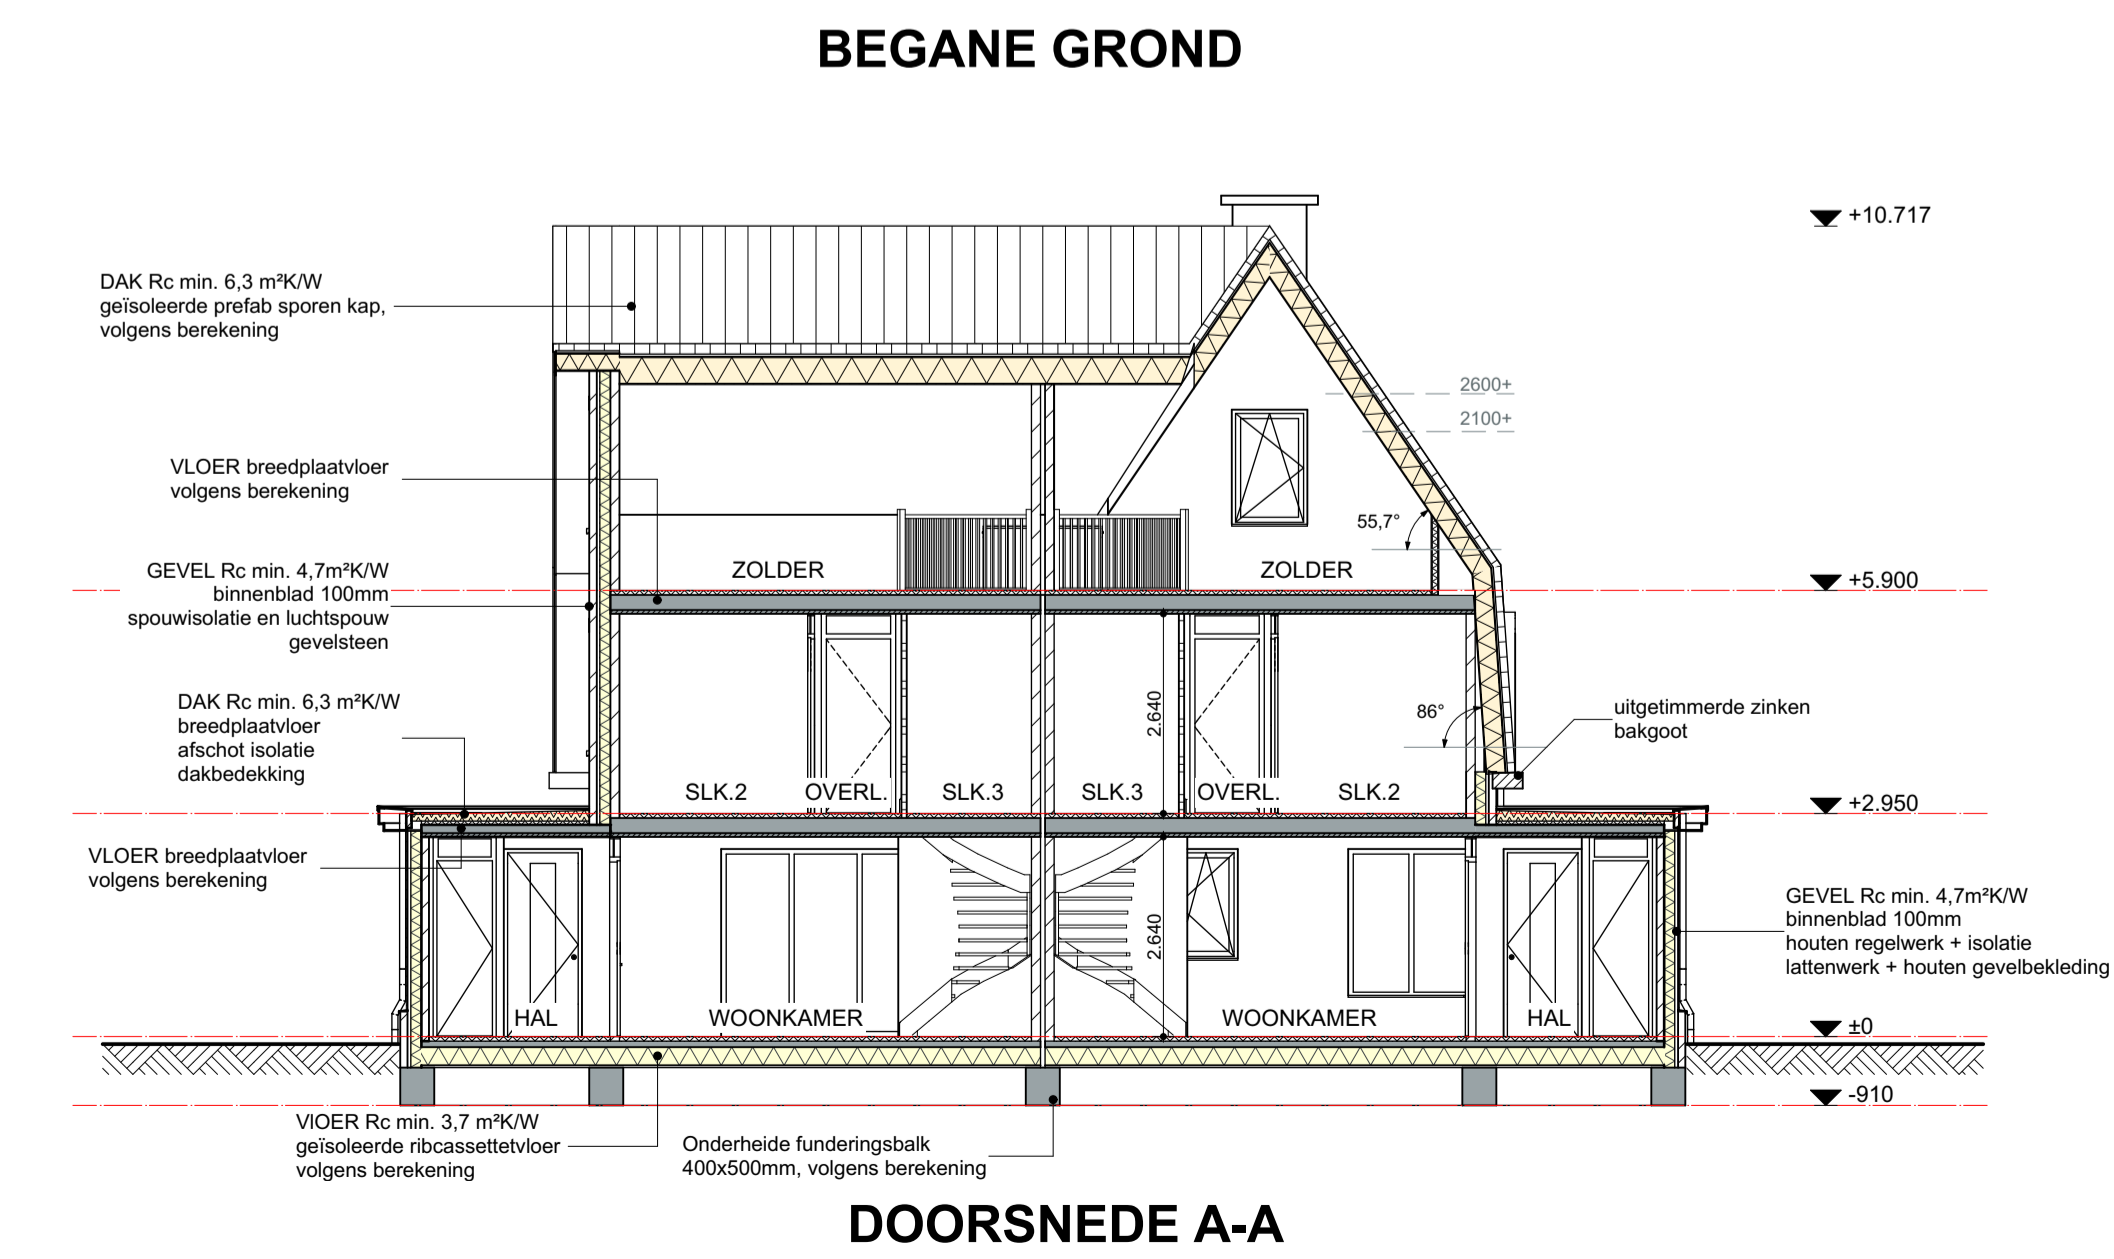 BEGANE GROND
+10.717
DAK Rc min. 6,3 m²K/W
geïsoleerde prefab sporen kap,
volgens berekening
2600+
2100+
VLOER breedplaatvloer
volgens berekening
55,7°
GEVEL Rc min. 4,7m²K/W
binnenblad 100mm
spouwisolatie en luchtspouw
gevelsteen
ZOLDER
ZOLDER
+5.900
DAK Rc min. 6,3 m²K/W
breedplaatvloer
afschot isolatie
dakbedekking
2.640
86°
uitgetimmerde zinken
bakgoot
SLK.2
OVERL.
SLK.3
SLK.3
OVERL.
SLK.2
+2.950
VLOER breedplaatvloer
volgens berekening
2.640
GEVEL Rc min. 4,7m²K/W
binnenblad 100mm
houten regelwerk + isolatie
lattenwerk + houten gevelbekleding
HAL
WOONKAMER
WOONKAMER
HAL
±0
-910
VlOER Rc min. 3,7 m²K/W
geïsoleerde ribcassettetvloer
volgens berekening
Onderheide funderingsbalk
400x500mm, volgens berekening
DOORSNEDE A-A